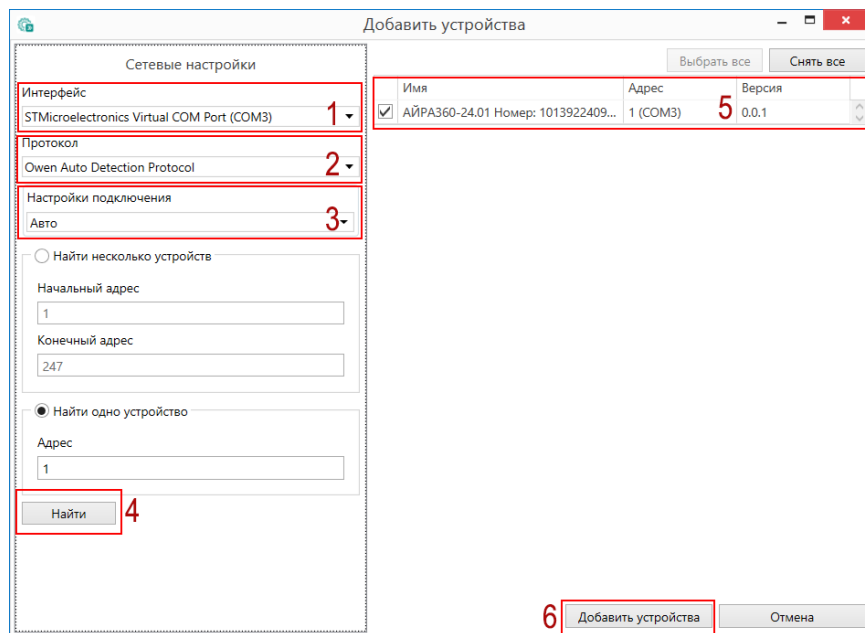 Добавить устройства
Сетевые настройки
Интерфейс
STMicroelectronics Virtual COM Port (COM3)
1
Протокол
Owen Auto Detection Protocol
2
Настройки подключения
Авто
3
Найти несколько устройств
Начальный адрес
1
Конечный адрес
247
Найти одно устройство
Адрес
1
Найти
4
Выбрать все Снять все
Имя Адрес Версия
АЙРА360-24.01 Номер: 1013922409... 1 (COM3) 0.0.1
5
6
Добавить устройства Отмена